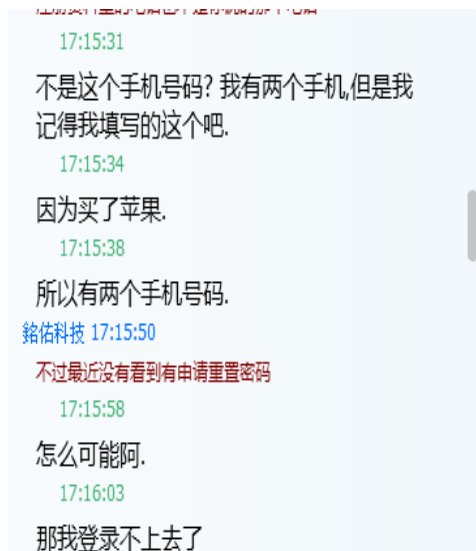 17:15:31
不是这个手机号码? 我有两个手机,但是我
记得我填写的这个吧.
17:15:34
因为买了苹果.
17:15:38
所以有两个手机号码.
銘佑科技 17:15:50
不过最近没有看到有申请重置密码
17:15:58
怎么可能阿.
17:16:03
那我登录不上去了